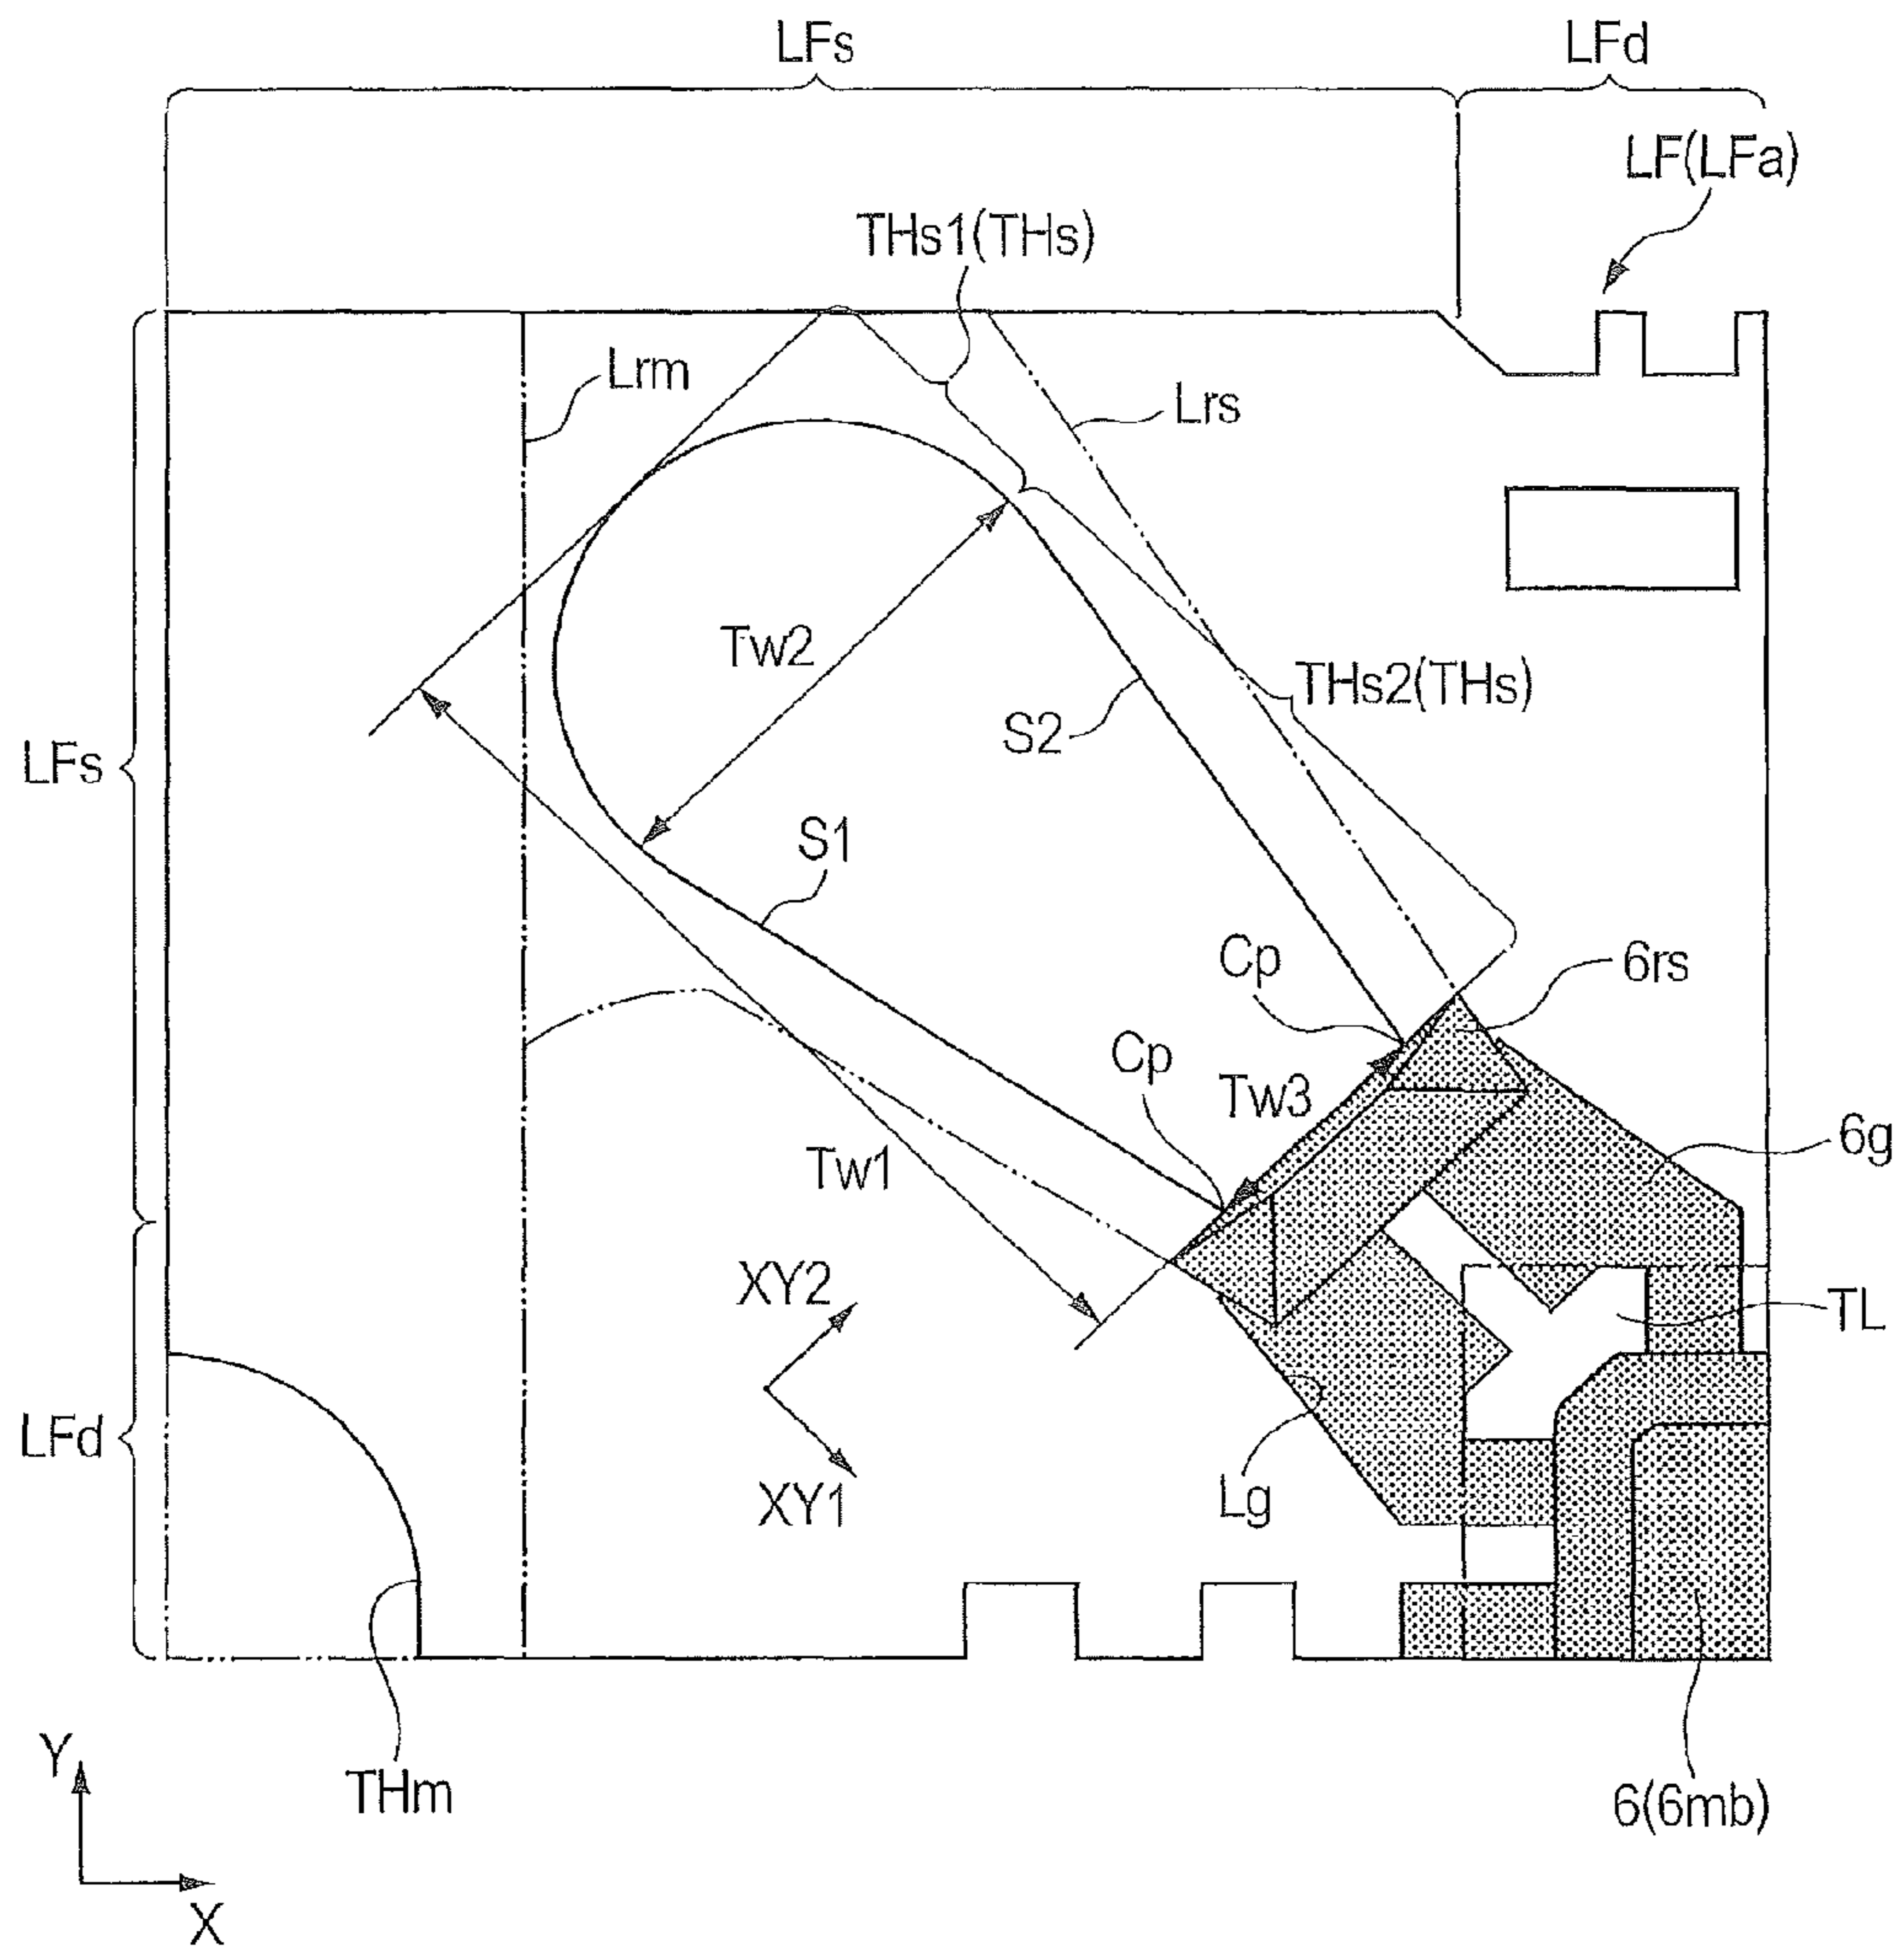 LFs
LFd
LF(LFa)
THs1(THs)
Lrm
Lrs
Tw2
THs2(THs)
S2
LFs
S1
Cp
6rs
Cp
Tw3
6g
Tw1
XY2
TL
LFd
XY1
Lg
Y
THm
6(6mb)
X